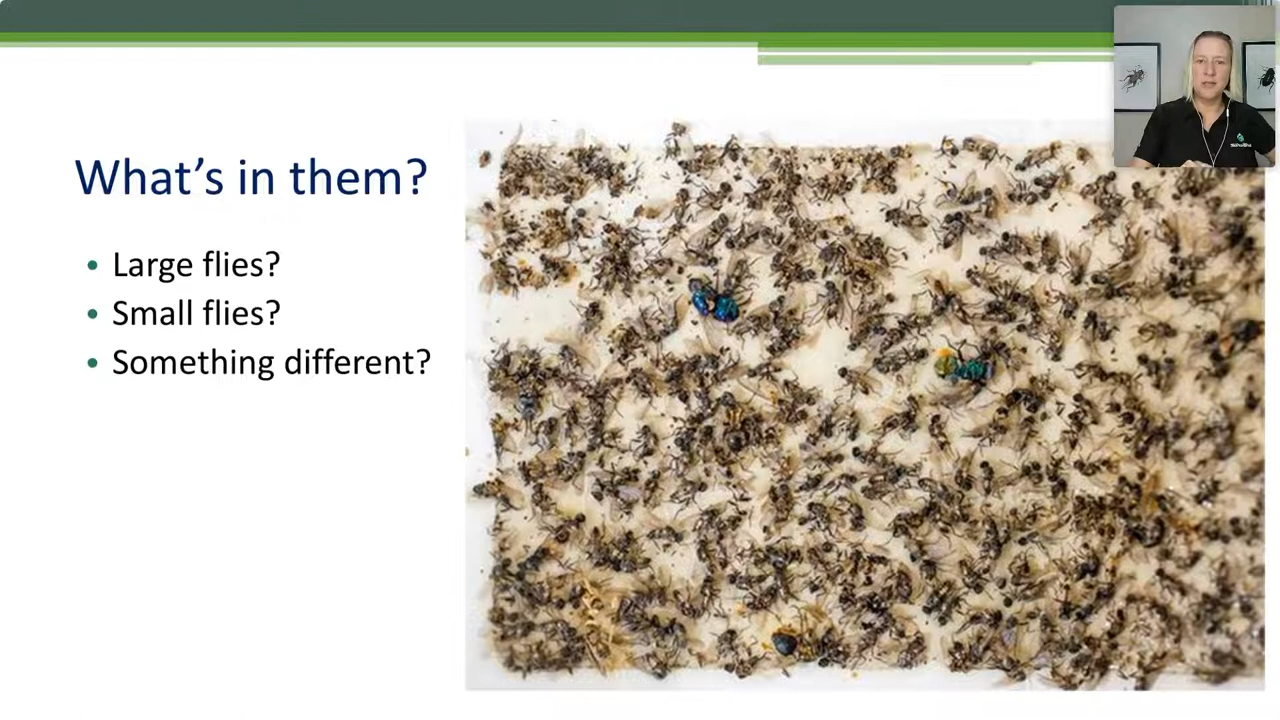 What’s in them?
• Large flies?
• Small flies?
• Something different?